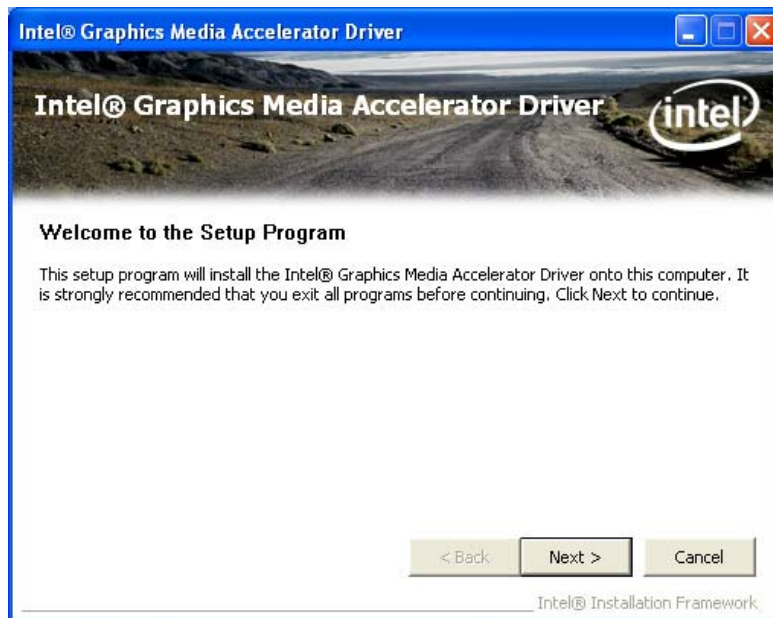 Intel® Graphics Media Accelerator Driver
Intel® Graphics Media Accelerator Driver
intel
Welcome to the Setup Program
This setup program will install the Intel® Graphics Media Accelerator Driver onto this computer. It
is strongly recommended that you exit all programs before continuing. Click Next to continue.
< Back
Next >
Cancel
Intel® Installation Framework